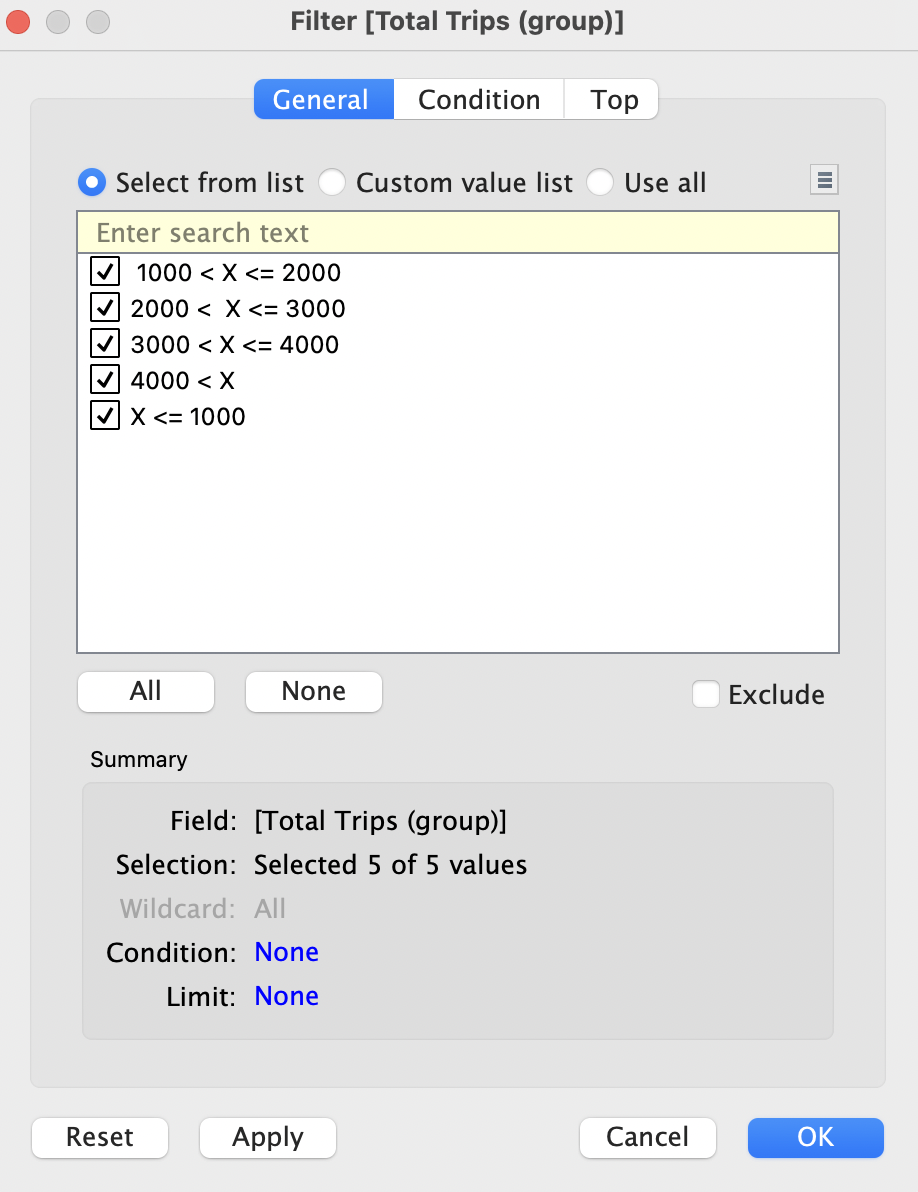 Filter [Total Trips (group)]
General Condition Top
Select from list Custom value list Use all
Enter search text
1000 < X <= 2000
2000 <  X <= 3000
3000 < X <= 4000
4000 < X
X <= 1000
All None Exclude
Summary
Field: [Total Trips (group)]
Selection: Selected 5 of 5 values
Wildcard: All
Condition: None
Limit: None
Reset Apply Cancel OK